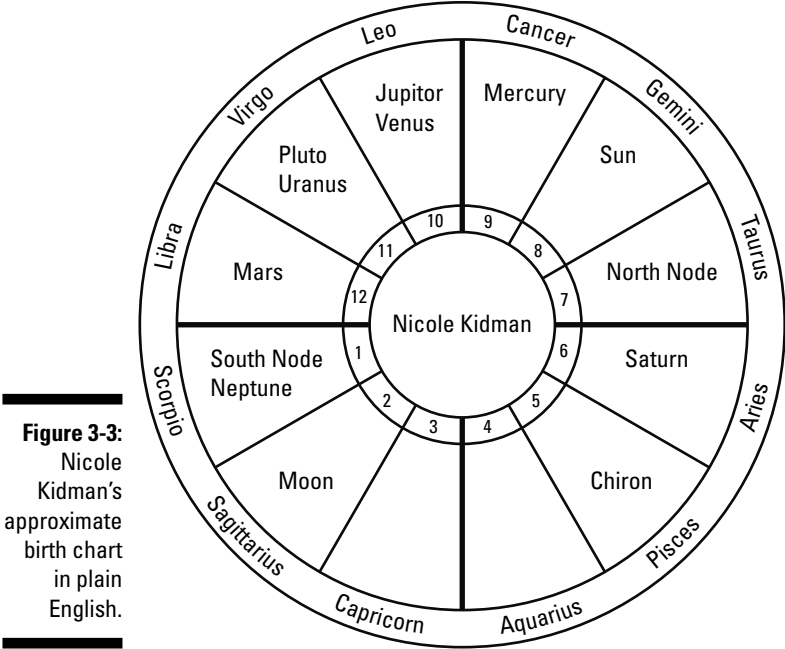 Leo
Cancer
Virgo
Gemini
Libra
Taurus
Scorpio
Aries
Sagittarius
Pisces
Capricorn
Aquarius
Jupitor
Venus
Mercury
Pluto
Uranus
Sun
Mars
North Node
South Node
Neptune
Saturn
Moon
Chiron
10
9
11
8
12
7
1
6
2
5
3
4
Nicole Kidman
Figure 3-3:
Nicole
Kidman's
approximate
birth chart
in plain
English.